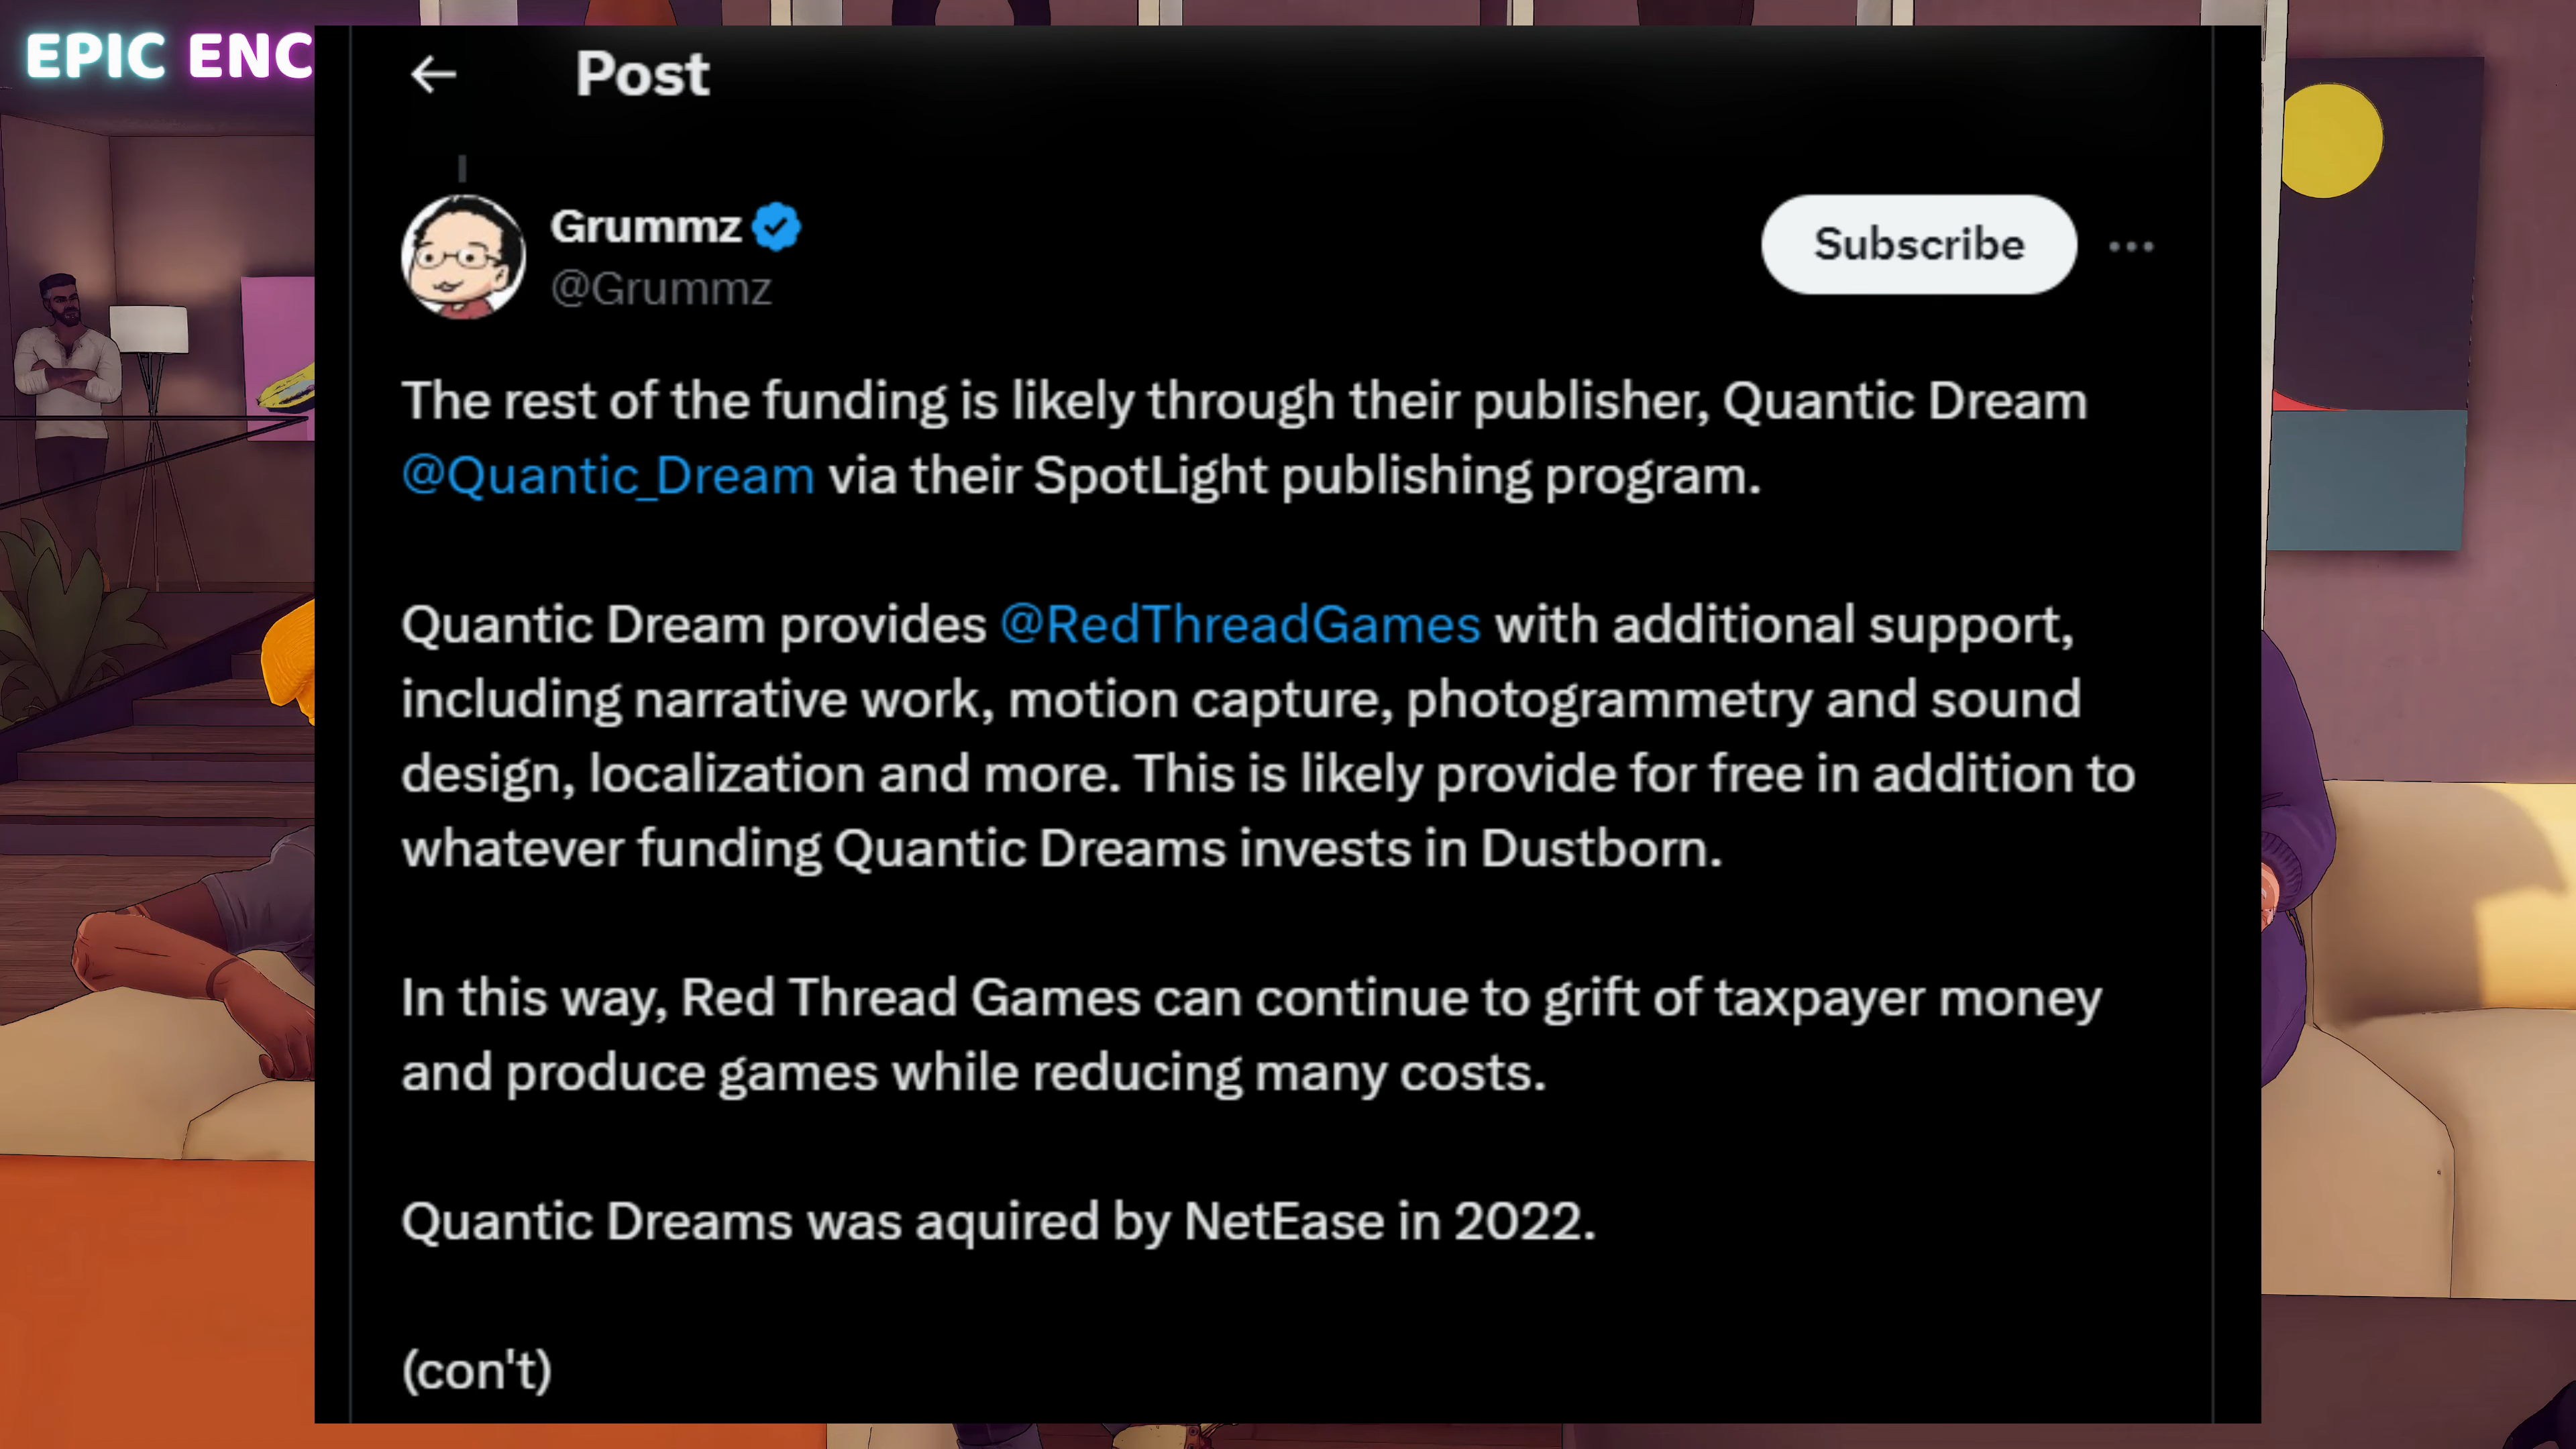 EPIC ENC
Post
Grummz
@Grummz
Subscribe
The rest of the funding is likely through their publisher, Quantic Dream
@Quantic_Dream via their SpotLight publishing program.
Quantic Dream provides @RedThreadGames with additional support,
including narrative work, motion capture, photogrammetry and sound
design, localization and more. This is likely provide for free in addition to
whatever funding Quantic Dreams invests in Dustborn.
In this way, Red Thread Games can continue to grift of taxpayer money
and produce games while reducing many costs.
Quantic Dreams was aquired by NetEase in 2022.
(con't)